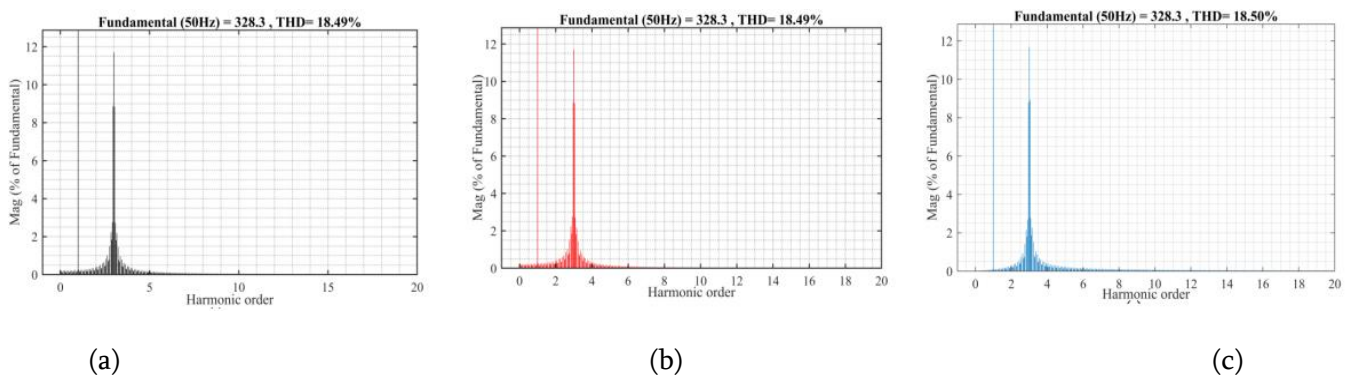 Fundamental (50Hz) = 328.3 , THD= 18.49%
12
10
8
6
4
2
0
Mag (% of Fundamental)
0 5 10 15 20
Harmonic order
(a)
Fundamental (50Hz) = 328.3 , THD= 18.49%
12
10
8
6
4
2
0
Mag (% of Fundamental)
0 2 4 6 8 10 12 14 16 18 20
Harmonic order
(b)
Fundamental (50Hz) = 328.3 , THD= 18.50%
12
10
8
6
4
2
0
Mag (% of Fundamental)
0 2 4 6 8 10 12 14 16 18 20
Harmonic order
(c)